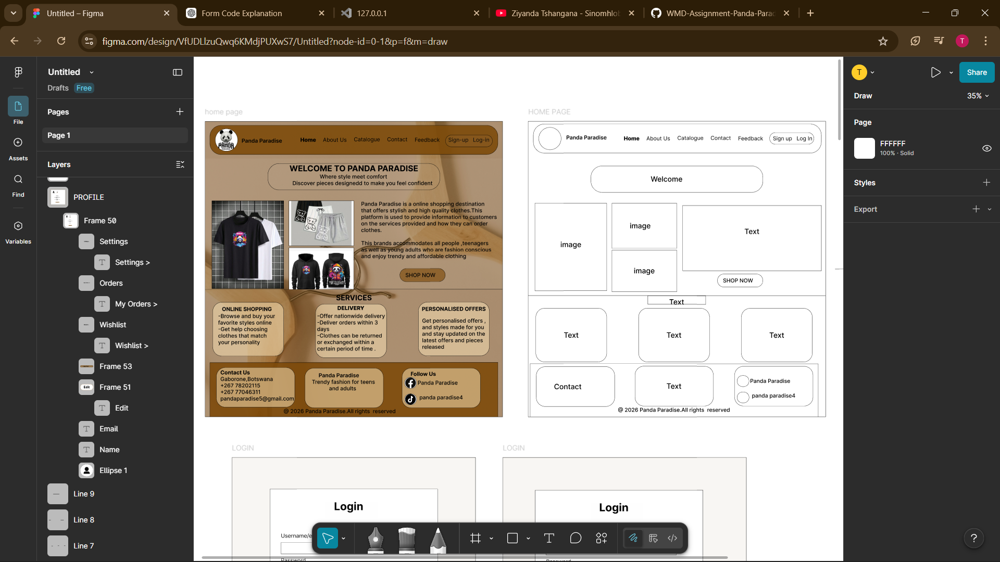 Untitled – Figma
Form Code Explanation
127.0.0.1
Ziyanda Tshangana - Sinomhlo
WMD-Assignment-Panda-Parad
figma.com/design/VfUDLlzuQwq6KMdjPUXwS7/Untitled?node-id=0-1&p=f&m=draw
T
Untitled
Drafts Free
Pages
Page 1
Layers
File
Assets
Find
Variables
PROFILE
Frame 50
Settings
Settings >
Orders
My Orders >
Wishlist
Wishlist >
Frame 53
Frame 51
Edit
Edit
Email
Name
Ellipse 1
Line 9
Line 8
Line 7
home page
PANDA
Panda Paradise
Home
About Us
Catalogue
Contact
Feedback
Sign-up Log-in
WELCOME TO PANDA PARADISE
Where style meet comfort
Discover pieces designedd to make you feel confident
Panda Paradise is a online shopping destination
that offers stylish and high quality clothes.This
platform is used to provide information to customers
on the services provided and how they can order
clothes.
This brands accommodates all people ,teenagers
as well as young adults who are fashion conscious
and enjoy trendy and affordable clothing
SHOP NOW
SERVICES
ONLINE SHOPPING
-Browse and buy your
favorite styles online
-Get help choosing
clothes that match
your personality
DELIVERY
-Offer nationwide delivery
-Deliver orders within 3
days
-Clothes can be returned
or exchanged within a
certain period of time .
PERSONALISED OFFERS
Get personalised offers ,
and styles made for you
and stay updated on the
latest offers and pieces
released
Contact Us
Gaborone,Botswana
+267 78202115
+267 77046311
pandaparadise5@gmail.com
Panda Paradise
Trendy fashion for teens
and adults
Follow Us
Panda Paradise
panda paradise4
@ 2026 Panda Paradise.All rights reserved
HOME PAGE
Panda Paradise
Home
About Us
Catalogue
Contact
Feedback
Sign up Log In
Welcome
image
image
image
Text
SHOP NOW
Text
Text
Text
Text
Contact
Text
Panda Paradise
panda paradise4
@ 2026 Panda Paradise.All rights reserved
LOGIN
Login
Username/e
Password
LOGIN
Login
T
Share
Draw
35%
Page
FFFFFF
100% · Solid
Styles
Export
?